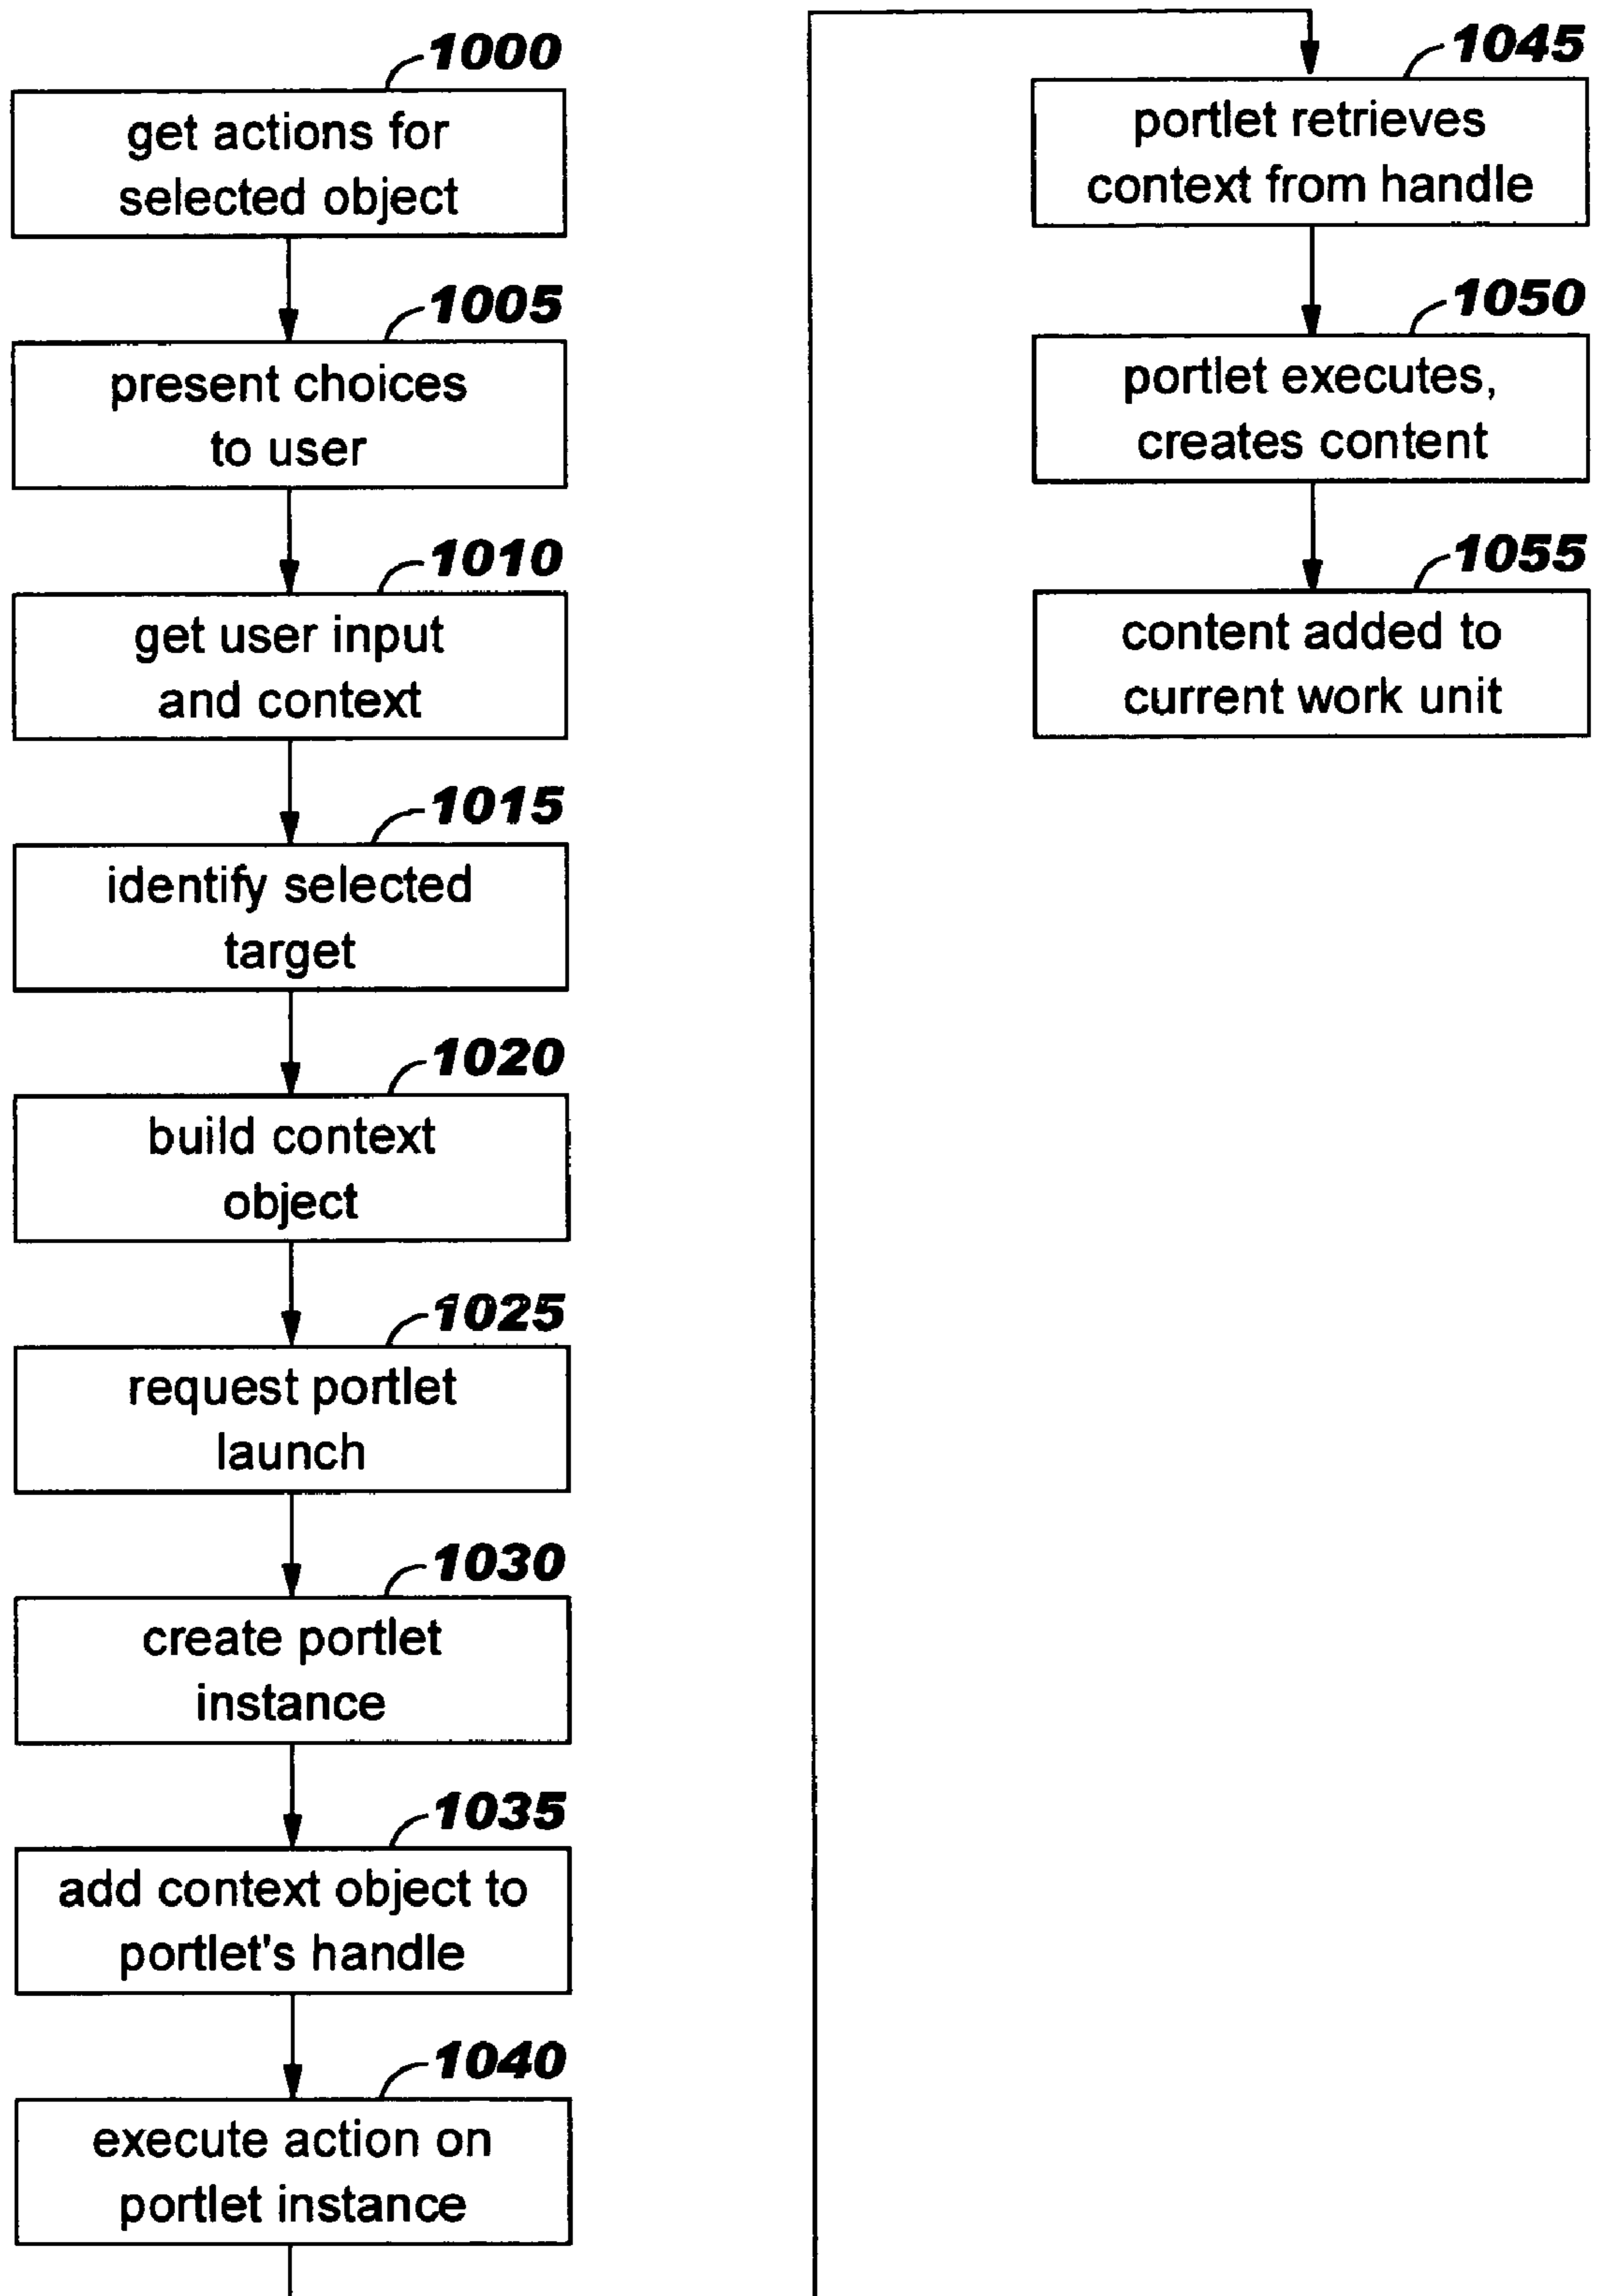 1000
get actions for
selected object
1005
present choices
to user
1010
get user input
and context
1015
identify selected
target
1020
build context
object
1025
request portlet
launch
1030
create portlet
instance
1035
add context object to
portlet's handle
1040
execute action on
portlet instance
1045
portlet retrieves
context from handle
1050
portlet executes,
creates content
1055
content added to
current work unit